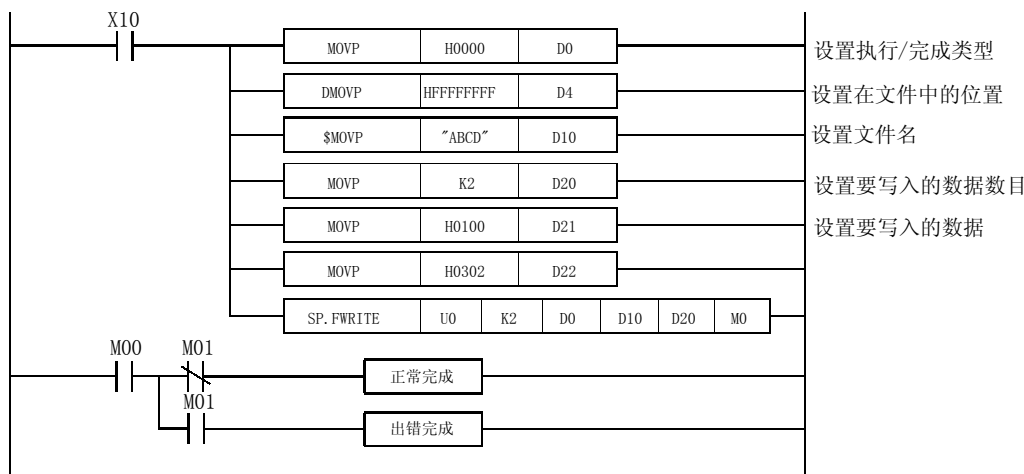 X10
MOVP H0000 D0 设置执行/完成类型
DMOVP HFFFFFFFF D4 设置在文件中的位置
$MOVP "ABCD" D10 设置文件名
MOVP K2 D20 设置要写入的数据数目
MOVP H0100 D21 设置要写入的数据
MOVP H0302 D22
SP.FWRITE U0 K2 D0 D10 D20 M0
M00 M01
正常完成
M01
出错完成